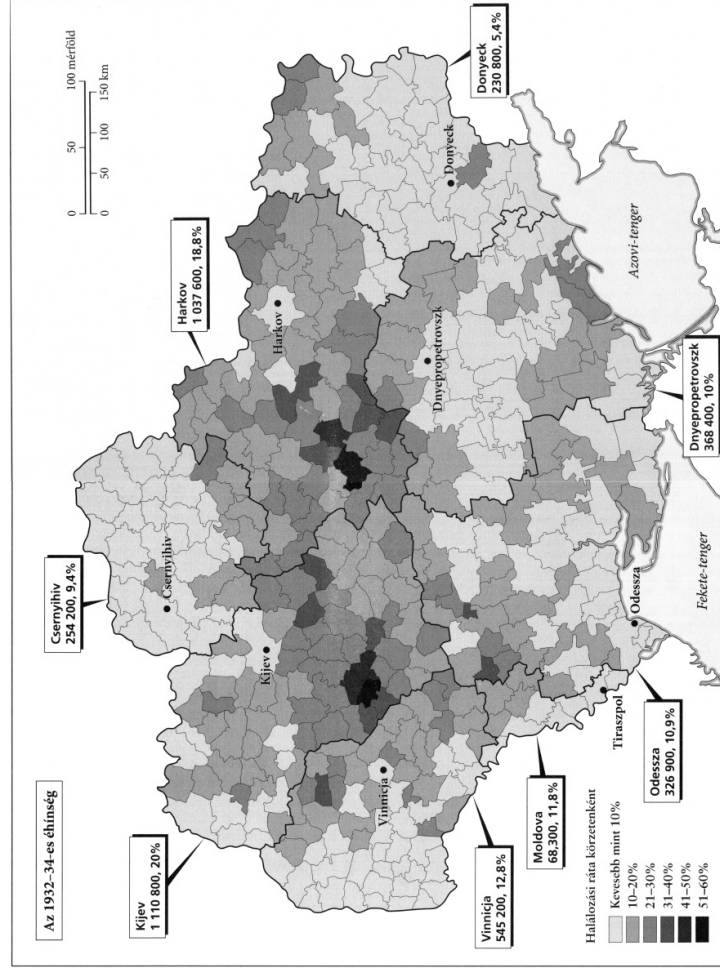 Az 1932–34-es éhínség
0 50 100 mérföld
0 50 100 150 km
Kijev
1 110 800, 20%
Csernyihiv
254 200, 9,4%
Harkov
1 037 600, 18,8%
Donyeck
230 800, 5,4%
Csernyihiv
Kijev
Harkov
Vinnicja
Dnyepropetrovszk
Donyeck
Tiraszpol
Odessza
Azovi-tenger
Fekete-tenger
Vinnicja
545 200, 12,8%
Moldova
68,300, 11,8%
Odessza
326 900, 10,9%
Dnyepropetrovszk
368 400, 10%
Halálozási ráta körzetenként
Kevesebb mint 10%
10–20%
21–30%
31–40%
41–50%
51–60%